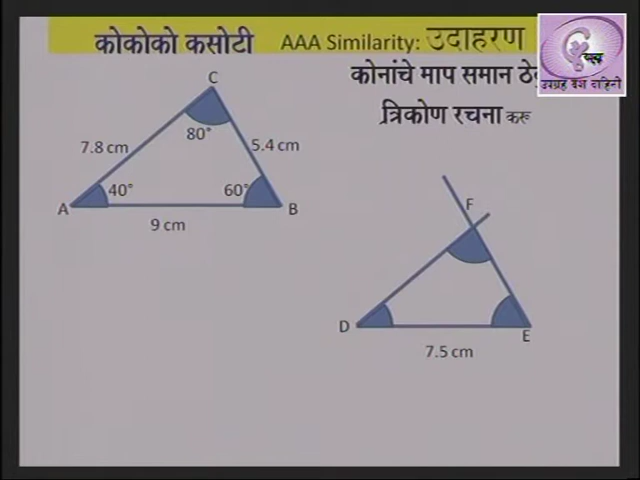 कोकोको कसोटी AAA Similarity: उदाहरण
कोनांचे माप समान
त्रिकोण रचना करू
C
80°
7.8 cm
5.4 cm
40°
60°
A
B
9 cm
F
D
E
7.5 cm